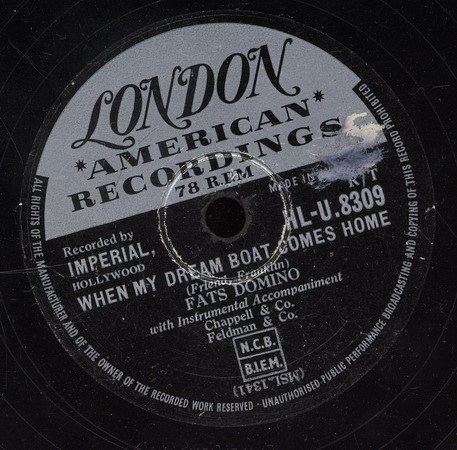 LONDON
*AMERICAN*
RECORDINGS
78 R.P.M
MADE IN
R/T
HL-U.8309
Recorded by
IMPERIAL,
HOLLYWOOD
WHEN MY DREAM BOAT COMES HOME
(Friend, Franklin)
FATS DOMINO
with Instrumental Accompaniment
Chappell & Co.
Feldman & Co.
N.C.B.
B.I.E.M.
(MSL.1341)
ALL RIGHTS OF THE MANUFACTURER AND OF THE OWNER OF THE RECORDED WORK RESERVED - UNAUTHORISED PUBLIC PERFORMANCE BROADCASTING AND COPYING OF THIS RECORD PROHIBITED